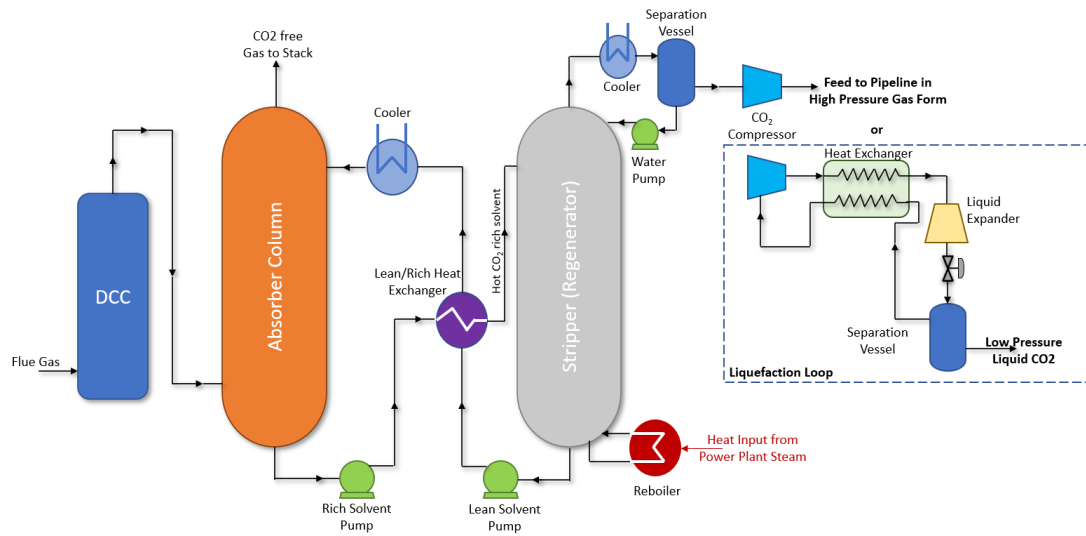 CO2 free
Gas to Stack
Separation
Vessel
Cooler
Feed to Pipeline in
High Pressure Gas Form
CO2
Compressor
or
Cooler
Water
Pump
Heat Exchanger
Liquid
Expander
DCC
Absorber Column
Lean/Rich Heat
Exchanger
Hot CO2 rich solvent
Stripper (Regenerator)
Flue Gas
Separation
Vessel
Low Pressure
Liquid CO2
Liquefaction Loop
Heat Input from
Power Plant Steam
Reboiler
Rich Solvent
Pump
Lean Solvent
Pump